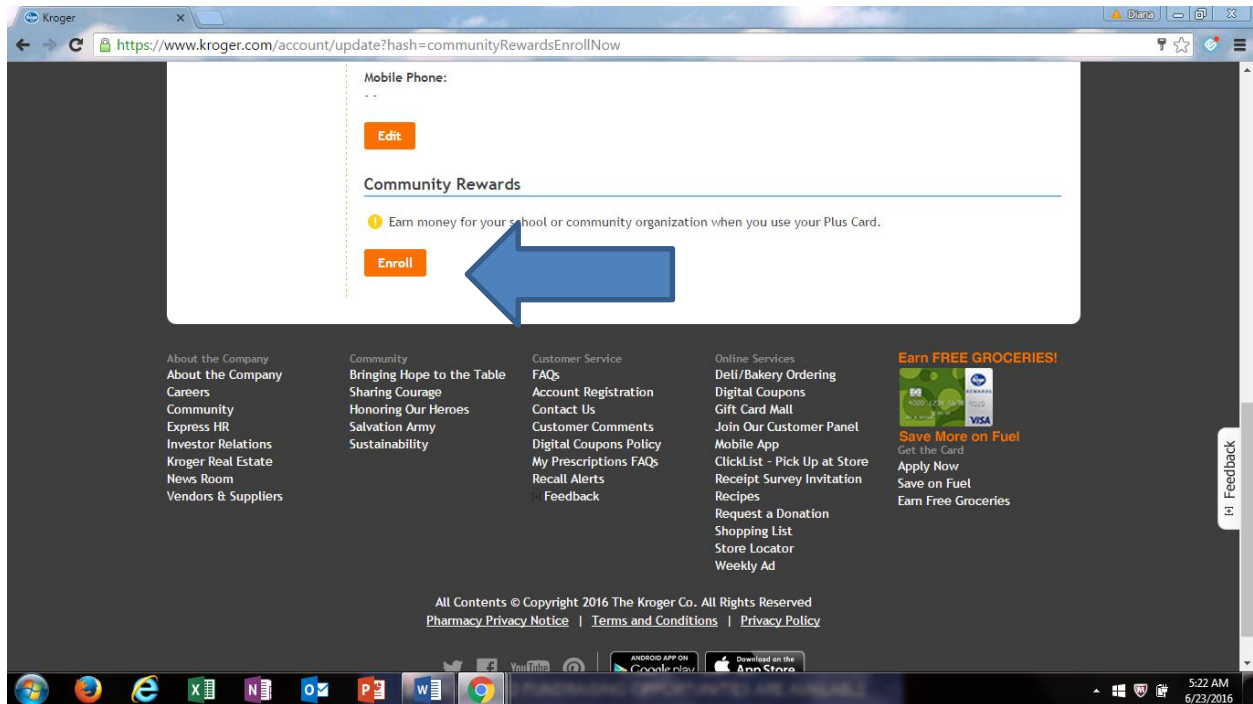 Kroger
Diana
https://www.kroger.com/account/update?hash=communityRewardsEnrollNow
Mobile Phone:
- -
Edit
Community Rewards
Earn money for your school or community organization when you use your Plus Card.
Enroll
About the Company
About the Company
Careers
Community
Express HR
Investor Relations
Kroger Real Estate
News Room
Vendors & Suppliers
Community
Bringing Hope to the Table
Sharing Courage
Honoring Our Heroes
Salvation Army
Sustainability
Customer Service
FAQs
Account Registration
Contact Us
Customer Comments
Digital Coupons Policy
My Prescriptions FAQs
Recall Alerts
[+] Feedback
Online Services
Deli/Bakery Ordering
Digital Coupons
Gift Card Mall
Join Our Customer Panel
Mobile App
ClickList - Pick Up at Store
Receipt Survey Invitation
Recipes
Request a Donation
Shopping List
Store Locator
Weekly Ad
Earn FREE GROCERIES!
REWARDS
VISA
Save More on Fuel
Get the Card
Apply Now
Save on Fuel
Earn Free Groceries
[+] Feedback
All Contents © Copyright 2016 The Kroger Co. All Rights Reserved
Pharmacy Privacy Notice | Terms and Conditions | Privacy Policy
YouTube
ANDROID APP ON
Google play
Download on the
App Store
5:22 AM
6/23/2016